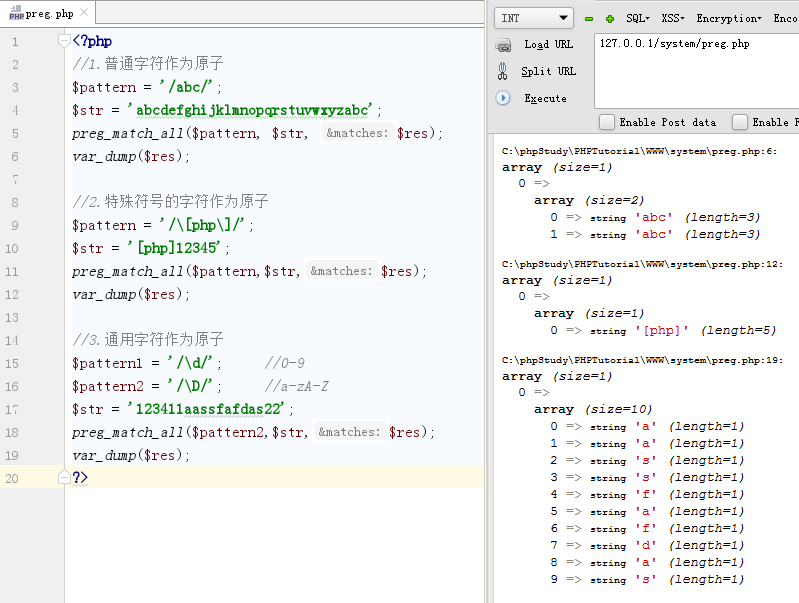 preg.php
1 <?php
2 //1.普通字符作为原子
3 $pattern = '/abc/';
4 $str = 'abcdefghijklmnopqrstuvwxyzabc';
5 preg_match_all($pattern, $str, &matches: $res);
6 var_dump($res);
7
8 //2.特殊符号的字符作为原子
9 $pattern = '/\[php\]/';
10 $str = '[php]12345';
11 preg_match_all($pattern,$str, &matches: $res);
12 var_dump($res);
13
14 //3.通用字符作为原子
15 $pattern1 = '/\d/'; //0-9
16 $pattern2 = '/\D/'; //a-zA-Z
17 $str = '123411aassfafdas22';
18 preg_match_all($pattern2,$str, &matches: $res);
19 var_dump($res);
20 ?>
INT SQL- XSS- Encryption- Enco
Load URL 127.0.0.1/system/preg.php
Split URL
Execute
Enable Post data Enable R
C:\phpStudy\PHPTutorial\WWW\system\preg.php:6:
array (size=1)
0 =>
array (size=2)
0 => string 'abc' (length=3)
1 => string 'abc' (length=3)
C:\phpStudy\PHPTutorial\WWW\system\preg.php:12:
array (size=1)
0 =>
array (size=1)
0 => string '[php]' (length=5)
C:\phpStudy\PHPTutorial\WWW\system\preg.php:19:
array (size=1)
0 =>
array (size=10)
0 => string 'a' (length=1)
1 => string 'a' (length=1)
2 => string 's' (length=1)
3 => string 's' (length=1)
4 => string 'f' (length=1)
5 => string 'a' (length=1)
6 => string 'f' (length=1)
7 => string 'd' (length=1)
8 => string 'a' (length=1)
9 => string 's' (length=1)